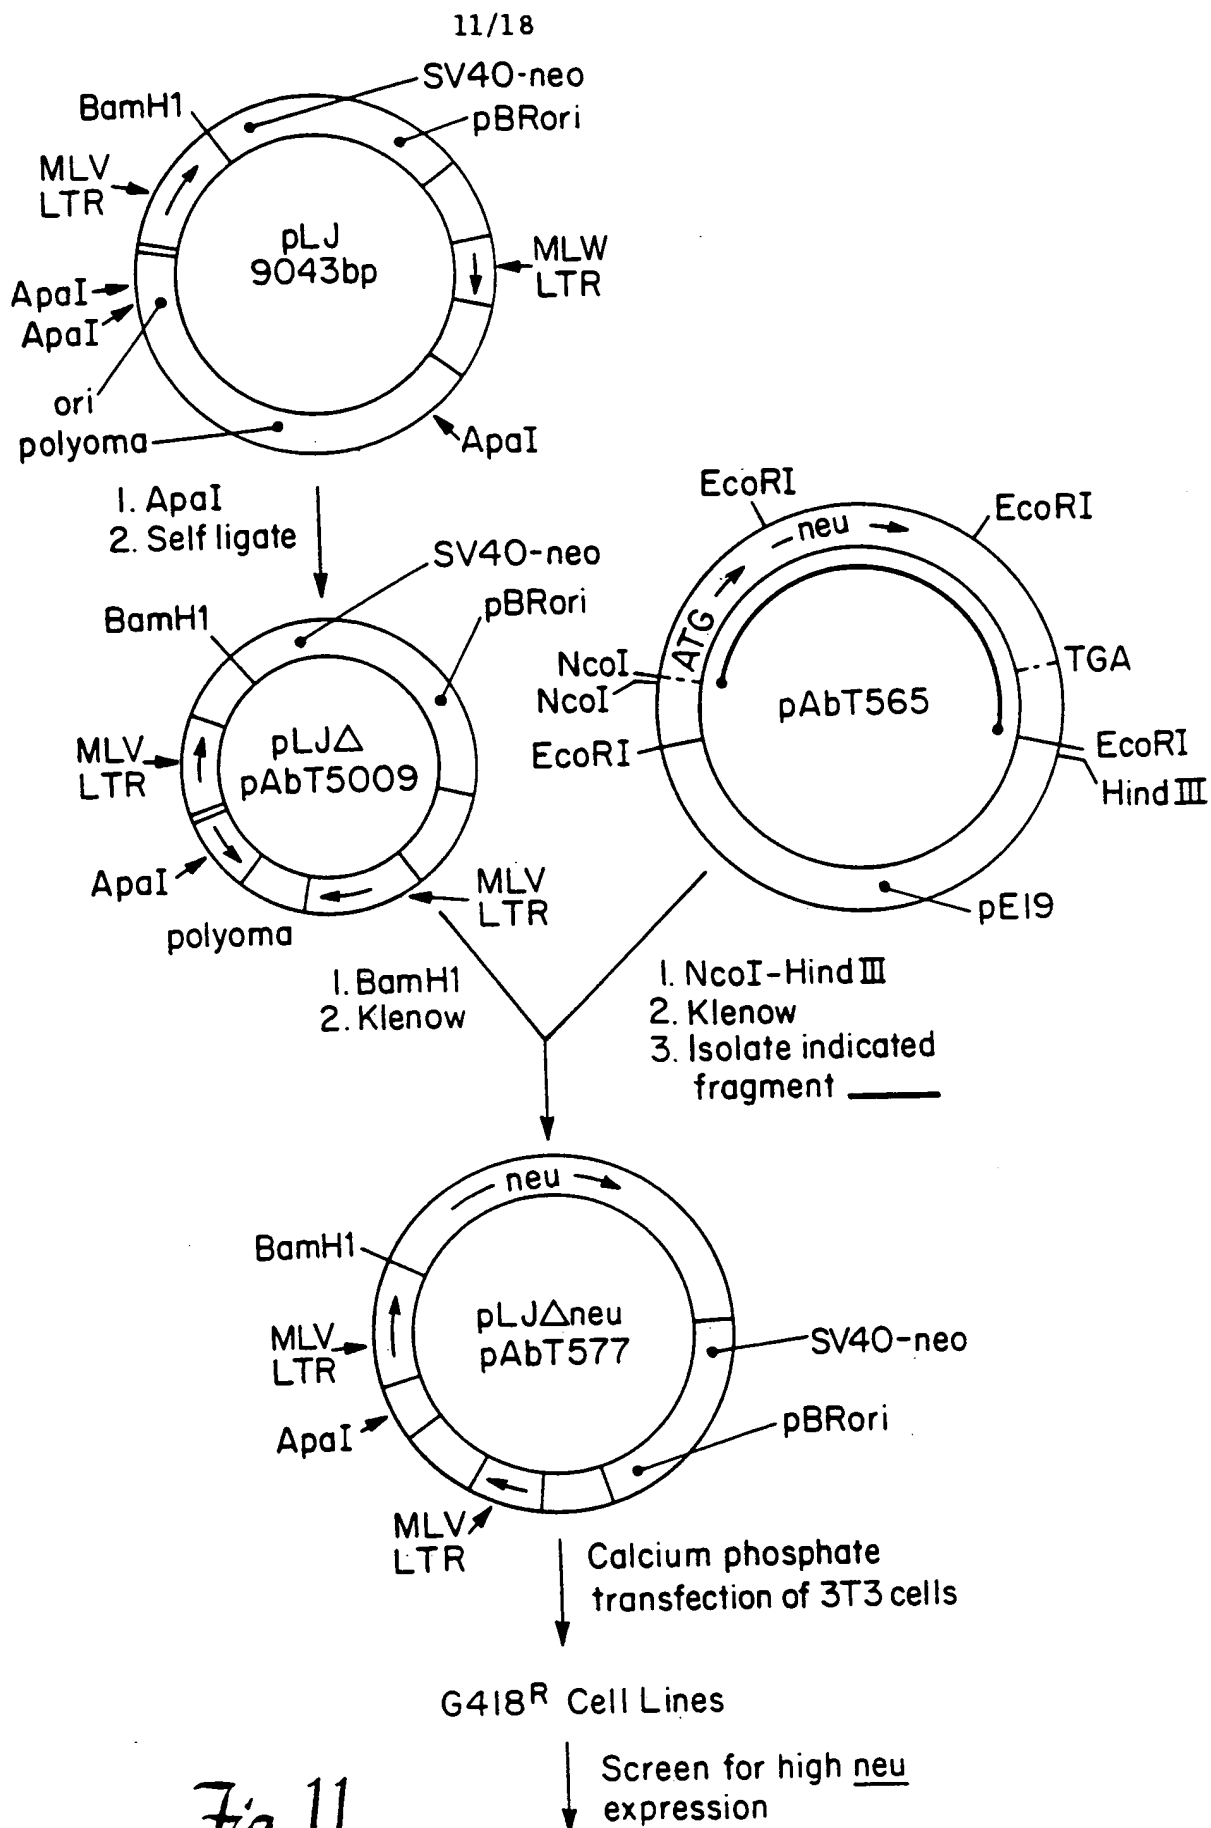 11/18
SV40-neo
BamH1
pBRori
MLV
LTR
pLJ
9043bp
MLW
LTR
ApaI
ApaI
ori
polyoma
ApaI
1. ApaI
2. Self ligate
SV40-neo
BamH1
pBRori
MLV
LTR
pLJΔ
pAbT5009
ApaI
polyoma
MLV
LTR
EcoRI
EcoRI
neu
ATG
NcoI
NcoI
TGA
pAbT565
EcoRI
EcoRI
Hind III
pE19
1. BamH1
2. Klenow
1. NcoI-Hind III
2. Klenow
3. Isolate indicated
fragment
neu
BamH1
pLJΔneu
pAbT577
MLV
LTR
SV40-neo
ApaI
pBRori
MLV
LTR
Calcium phosphate
transfection of 3T3 cells
G418R Cell Lines
Screen for high neu
expression
Fig. 11